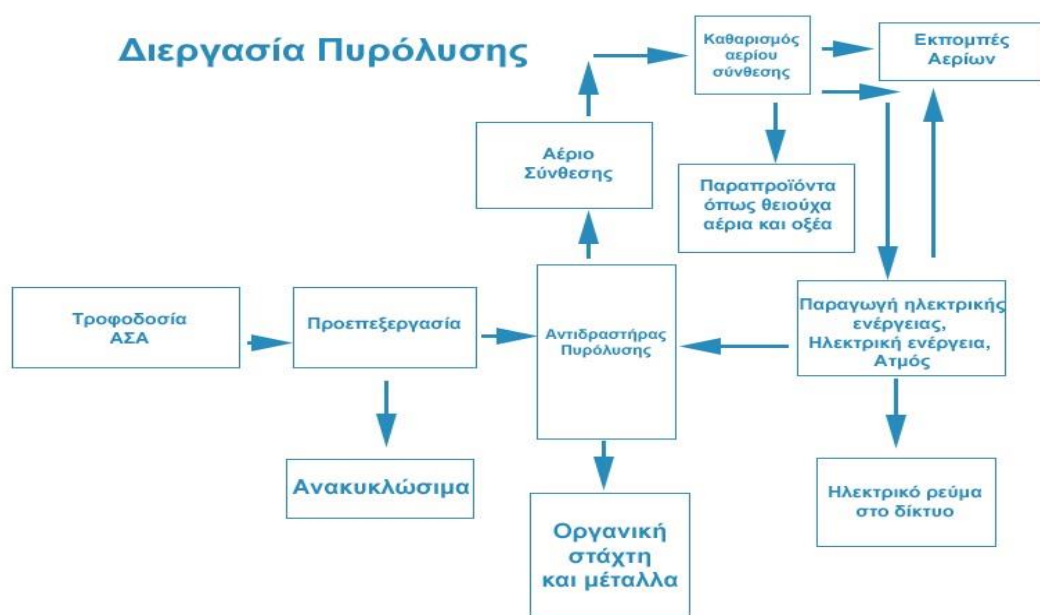 Διεργασία Πυρόλυσης
Καθαρισμός
αερίου
σύνθεσης
Εκπομπές
Αερίων
Αέριο
Σύνθεσης
Παραπροϊόντα
όπως θειούχα
αέρια και οξέα
Τροφοδοσία
ΑΣΑ
Προεπεξεργασία
Αντιδραστήρας
Πυρόλυσης
Παραγωγή ηλεκτρικής
ενέργειας,
Ηλεκτρική ενέργεια,
Ατμός
Ανακυκλώσιμα
Οργανική
στάχτη
και μέταλλα
Ηλεκτρικό ρεύμα
στο δίκτυο